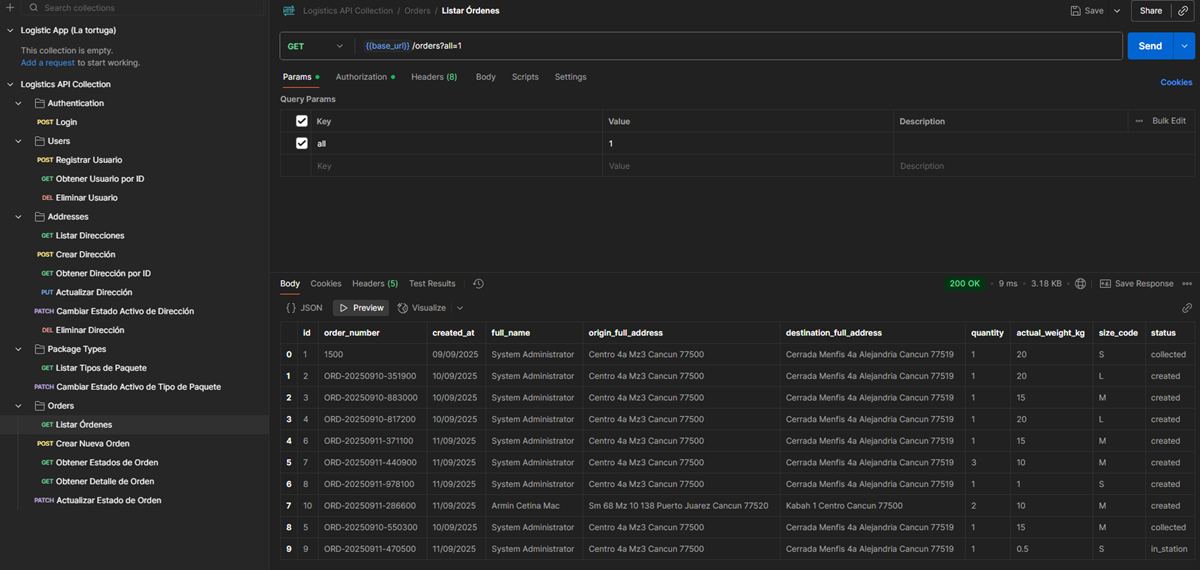 Search collections
Logistic App (La tortuga)
This collection is empty.
Add a request to start working.
Logistics API Collection
Authentication
POST Login
Users
POST Registrar Usuario
GET Obtener Usuario por ID
DEL Eliminar Usuario
Addresses
GET Listar Direcciones
POST Crear Dirección
GET Obtener Dirección por ID
PUT Actualizar Dirección
PATCH Cambiar Estado Activo de Dirección
DEL Eliminar Dirección
Package Types
GET Listar Tipos de Paquete
PATCH Cambiar Estado Activo de Tipo de Paquete
Orders
GET Listar Órdenes
POST Crear Nueva Orden
GET Obtener Estados de Orden
GET Obtener Detalle de Orden
PATCH Actualizar Estado de Orden
HTTP Logistics API Collection / Orders / Listar Órdenes Save Share
GET {{base_url}} /orders?all=1 Send
Params Authorization Headers (8) Body Scripts Settings Cookies
Query Params
Key Value Description Bulk Edit
all 1
Key Value Description
Body Cookies Headers (5) Test Results 200 OK 9 ms 3.18 KB Save Response
{} JSON Preview Visualize
id order_number created_at full_name origin_full_address destination_full_address quantity actual_weight_kg size_code status
0 1 1500 09/09/2025 System Administrator Centro 4a Mz3 Cancun 77500 Cerrada Menfis 4a Alejandria Cancun 77519 1 20 S collected
1 2 ORD-20250910-351900 10/09/2025 System Administrator Centro 4a Mz3 Cancun 77500 Cerrada Menfis 4a Alejandria Cancun 77519 1 20 L created
2 3 ORD-20250910-883000 10/09/2025 System Administrator Centro 4a Mz3 Cancun 77500 Cerrada Menfis 4a Alejandria Cancun 77519 1 15 M created
3 4 ORD-20250910-817200 10/09/2025 System Administrator Centro 4a Mz3 Cancun 77500 Cerrada Menfis 4a Alejandria Cancun 77519 1 20 L created
4 6 ORD-20250911-371100 11/09/2025 System Administrator Centro 4a Mz3 Cancun 77500 Cerrada Menfis 4a Alejandria Cancun 77519 1 15 M created
5 7 ORD-20250911-440900 11/09/2025 System Administrator Centro 4a Mz3 Cancun 77500 Cerrada Menfis 4a Alejandria Cancun 77519 3 10 M created
6 8 ORD-20250911-978100 11/09/2025 System Administrator Centro 4a Mz3 Cancun 77500 Cerrada Menfis 4a Alejandria Cancun 77519 1 1 S created
7 10 ORD-20250911-286600 11/09/2025 Armin Cetina Mac Sm 68 Mz 10 138 Puerto Juarez Cancun 77520 Kabah 1 Centro Cancun 77500 2 10 M created
8 5 ORD-20250910-550300 10/09/2025 System Administrator Centro 4a Mz3 Cancun 77500 Cerrada Menfis 4a Alejandria Cancun 77519 1 15 M collected
9 9 ORD-20250911-470500 11/09/2025 System Administrator Centro 4a Mz3 Cancun 77500 Cerrada Menfis 4a Alejandria Cancun 77519 1 0.5 S in_station